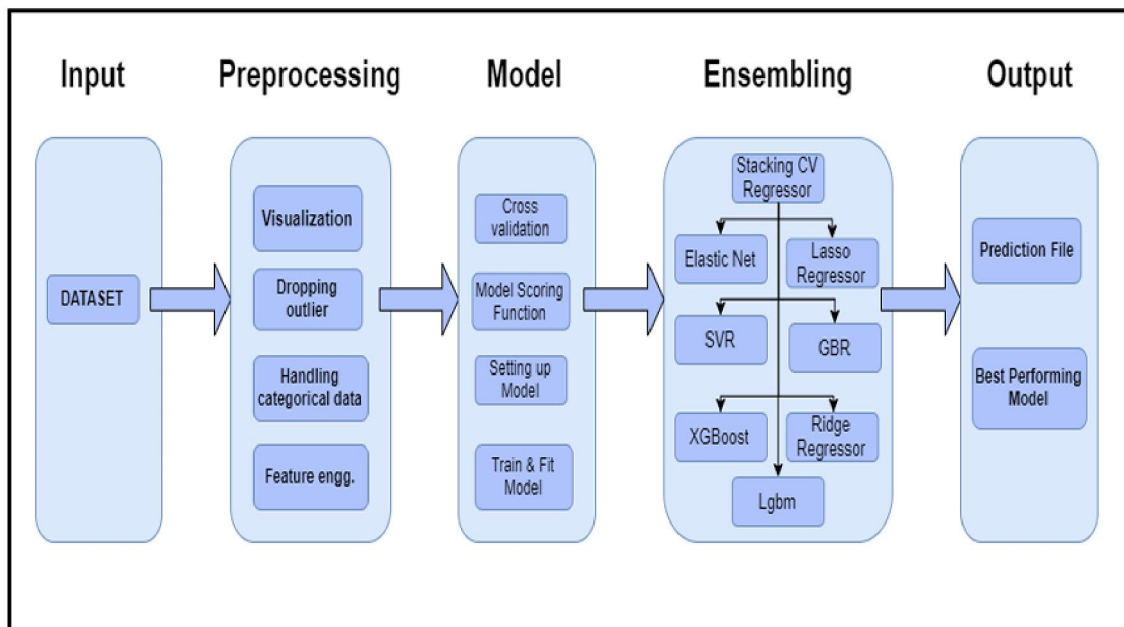 Input
Preprocessing
Model
Ensembling
Output
DATASET
Visualization
Dropping
outlier
Handling
categorical data
Feature engg.
Cross
validation
Model Scoring
Function
Setting up
Model
Train & Fit
Model
Stacking CV
Regressor
Elastic Net
Lasso
Regressor
SVR
GBR
XGBoost
Ridge
Regressor
Lgbm
Prediction File
Best Performing
Model